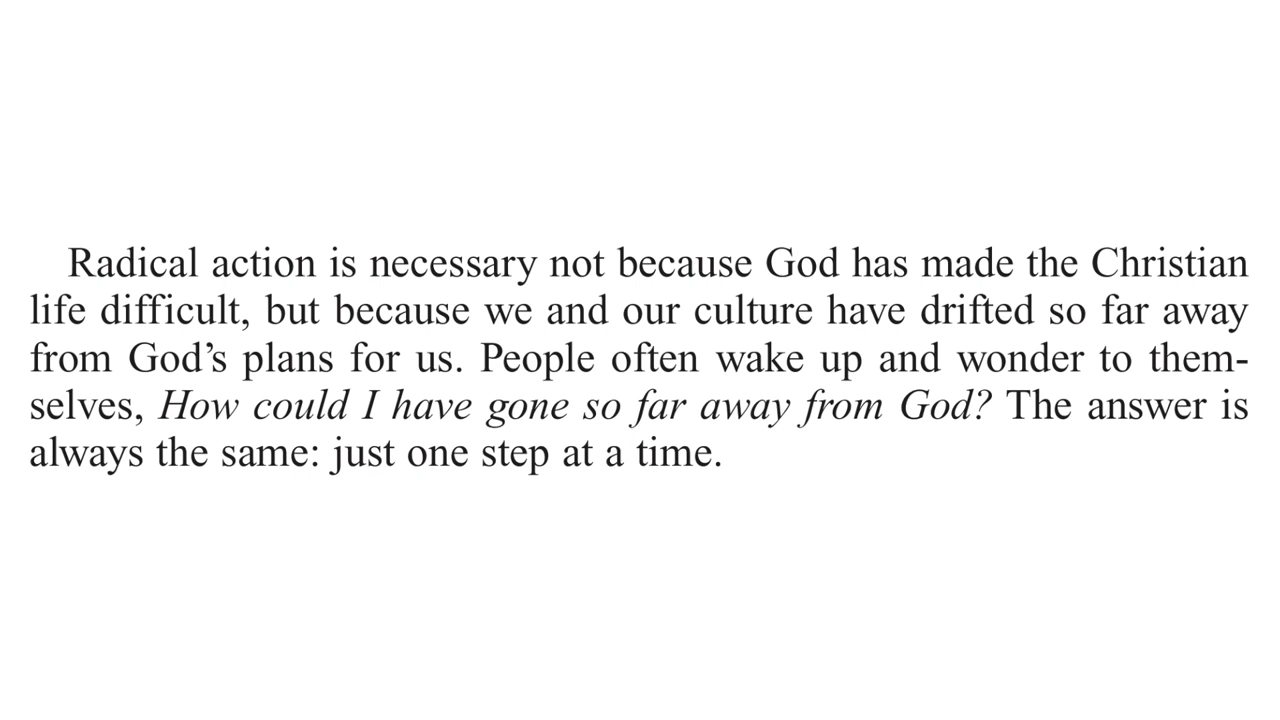 Radical action is necessary not because God has made the Christian
life difficult, but because we and our culture have drifted so far away
from God’s plans for us. People often wake up and wonder to them-
selves, How could I have gone so far away from God? The answer is
always the same: just one step at a time.